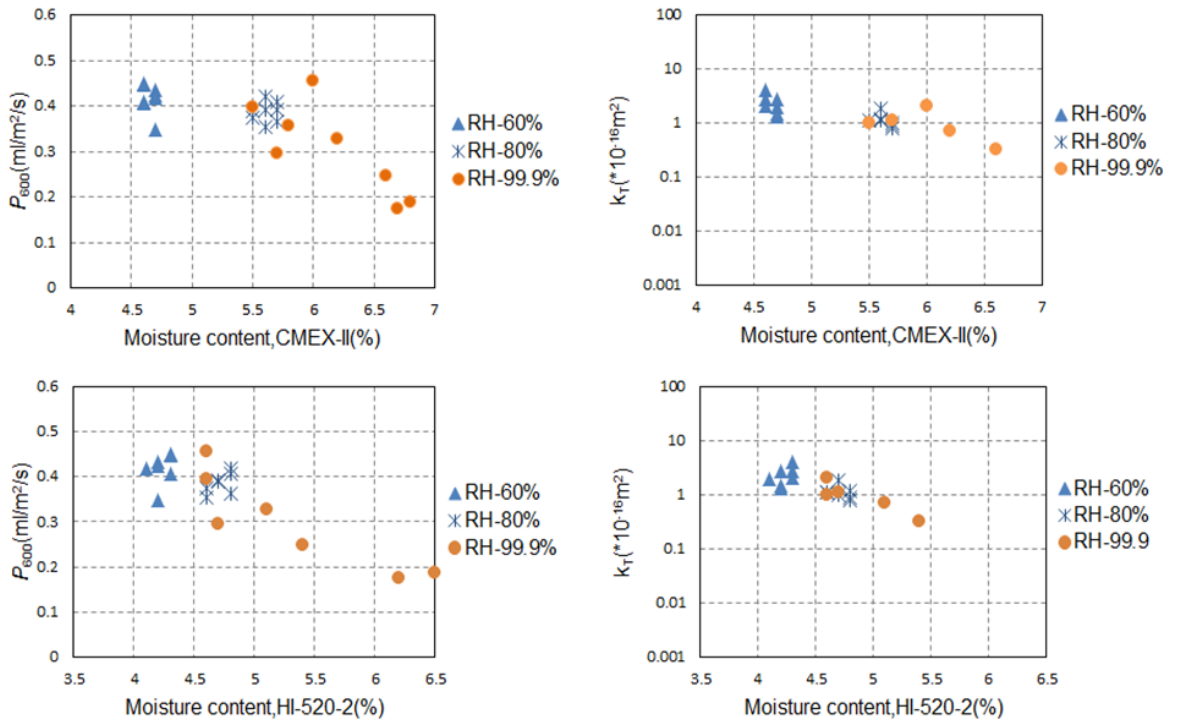 0.6
0.5
0.4
0.3
0.2
0.1
0
P600(ml/m²/s)
4
4.5
5
5.5
6
6.5
7
Moisture content,CMEX-II(%)
RH-60%
RH-80%
RH-99.9%
100
10
1
0.1
0.01
0.001
kT(*10-16m2)
4
4.5
5
5.5
6
6.5
7
Moisture content,CMEX-II(%)
RH-60%
RH-80%
RH-99.9%
0.6
0.5
0.4
0.3
0.2
0.1
0
P600(ml/m²/s)
3.5
4
4.5
5
5.5
6
6.5
Moisture content,HI-520-2(%)
RH-60%
RH-80%
RH-99.9%
100
10
1
0.1
0.01
0.001
kT(*10-16m2)
3.5
4
4.5
5
5.5
6
6.5
Moisture content,HI-520-2(%)
RH-60%
RH-80%
RH-99.9